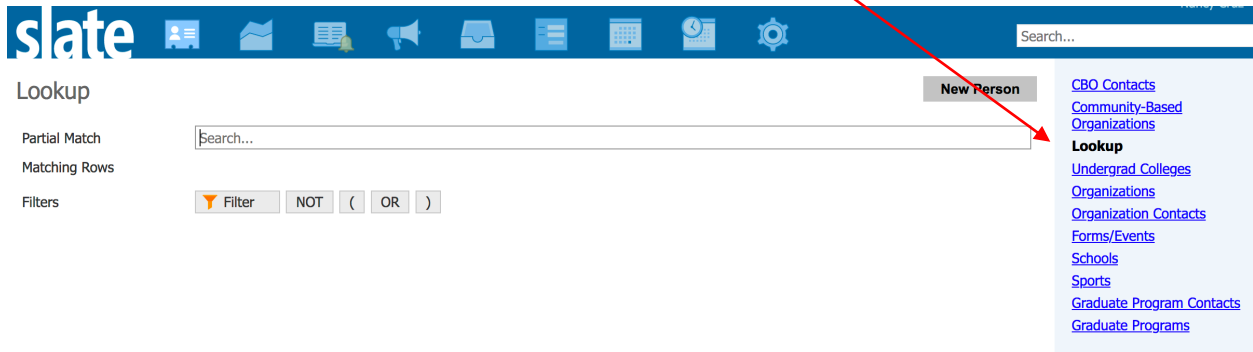 slate
Search...
Lookup
New Person
Partial Match
Search...
Matching Rows
Filters
Filter
NOT
(
OR
)
CBO Contacts
Community-Based
Organizations
Lookup
Undergrad Colleges
Organizations
Organization Contacts
Forms/Events
Schools
Sports
Graduate Program Contacts
Graduate Programs